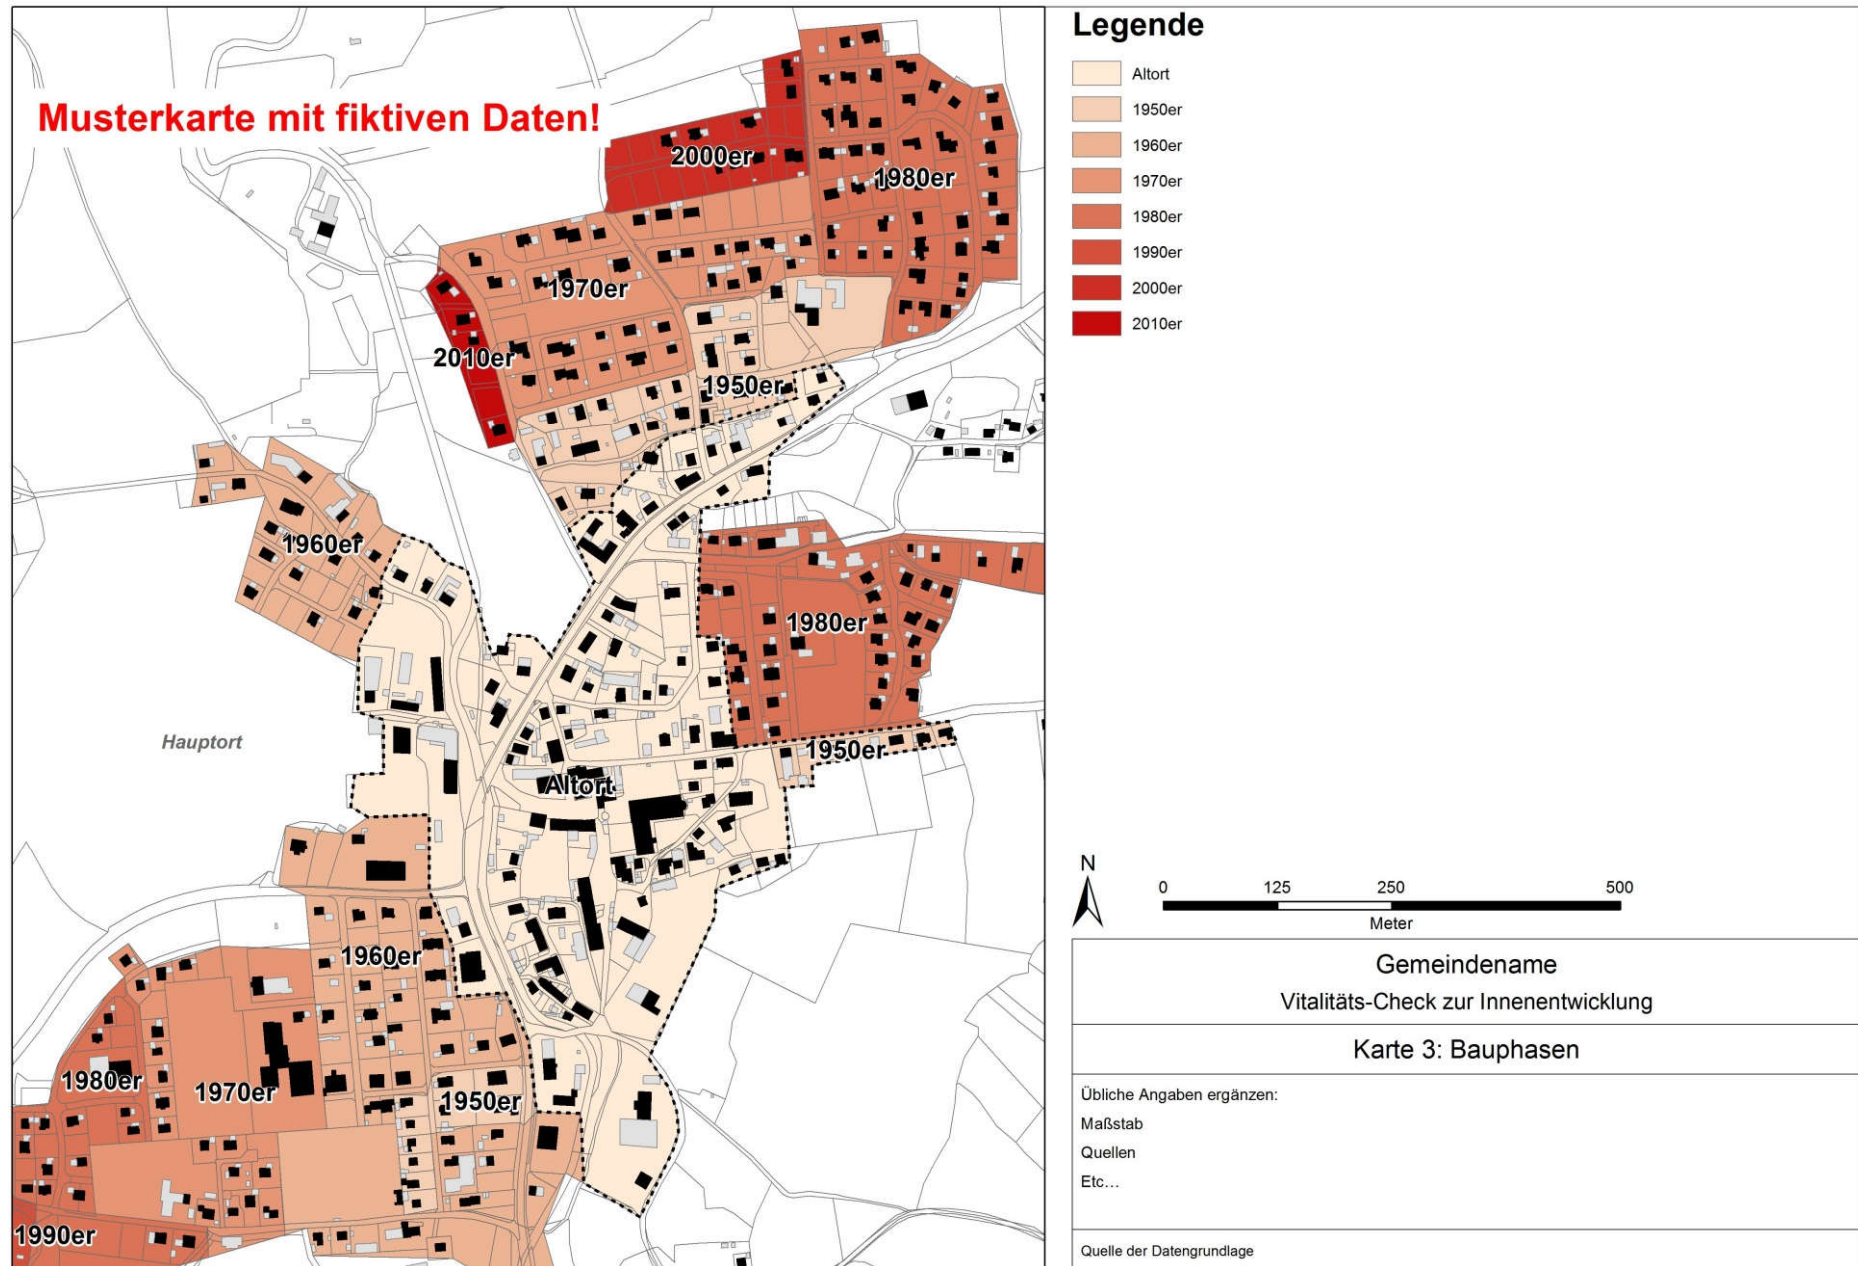 Musterkarte mit fiktiven Daten!
2000er
1980er
1970er
2010er
1950er
1960er
1980er
Hauptort
1950er
Altort
1960er
1980er
1970er
1950er
1990er
Legende
Altort
1950er
1960er
1970er
1980er
1990er
2000er
2010er
N
0 125 250 500
Meter
Gemeindename
Vitalitäts-Check zur Innenentwicklung
Karte 3: Bauphasen
Übliche Angaben ergänzen:
Maßstab
Quellen
Etc...
Quelle der Datengrundlage